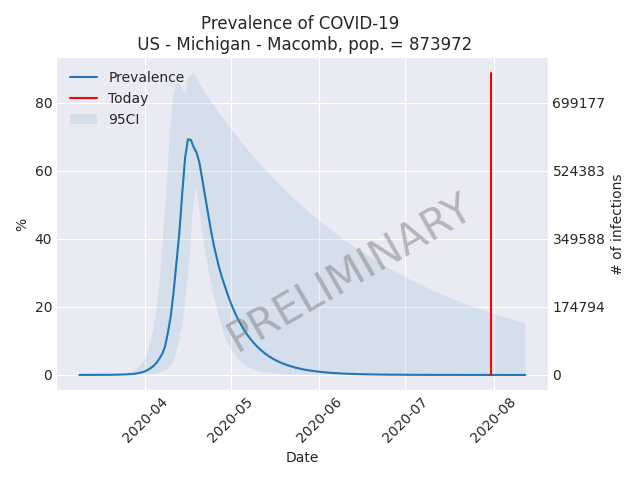 Prevalence of COVID-19
US - Michigan - Macomb, pop. = 873972
Prevalence
Today
95CI
80
60
40
20
0
%
699177
524383
349588
174794
0
# of infections
PRELIMINARY
2020-04
2020-05
2020-06
2020-07
2020-08
Date